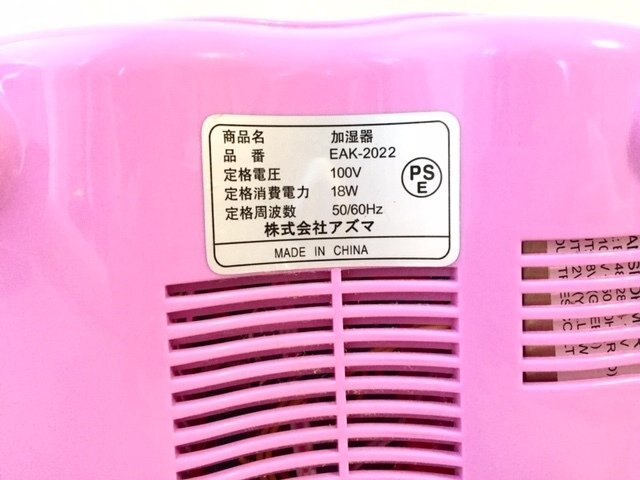 商品名 加湿器
品 番 EAK-2022
定格電圧 100V
定格消費電力 18W
定格周波数 50/60Hz
株式会社アズマ
MADE IN CHINA
PS
E